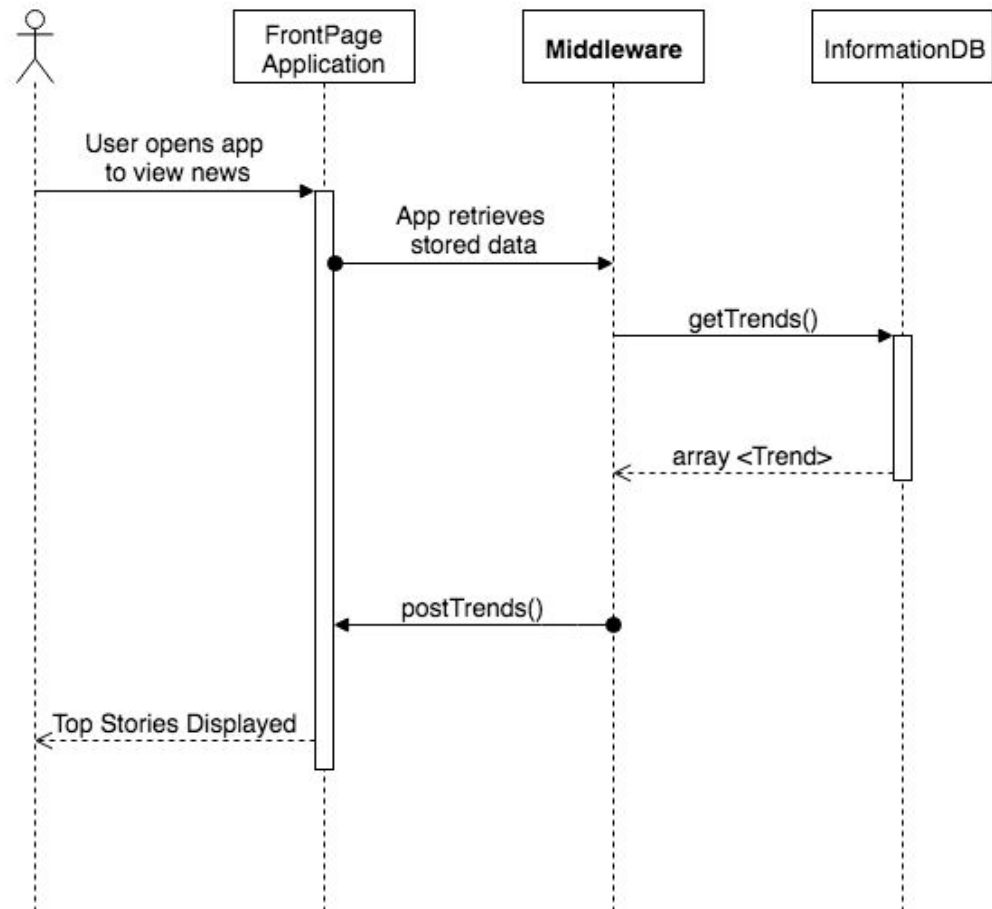 FrontPage
Application
Middleware
InformationDB
User opens app
to view news
App retrieves
stored data
getTrends()
array <Trend>
postTrends()
Top Stories Displayed